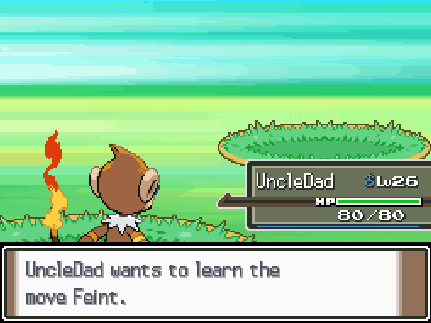 UncleDad ♂Lv26
HP
80/80
UncleDad wants to learn the
move Feint.